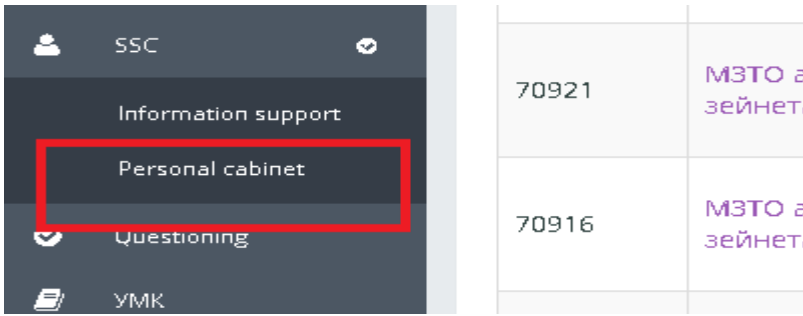 SSC
Information support
Personal cabinet
Questioning
УМК
70921
МЗТО
зейнет
70916
МЗТО
зейнет